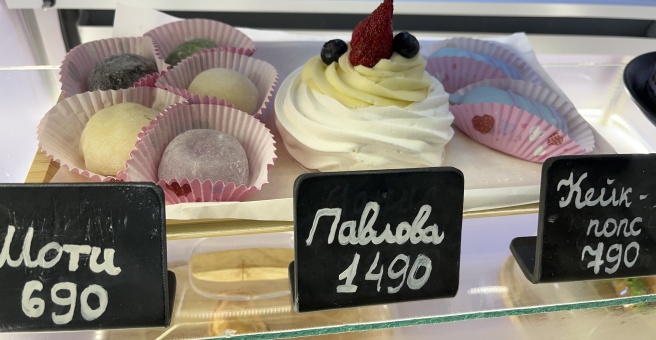 Моти
690
Павлова
1490
Кейк-
попс
790